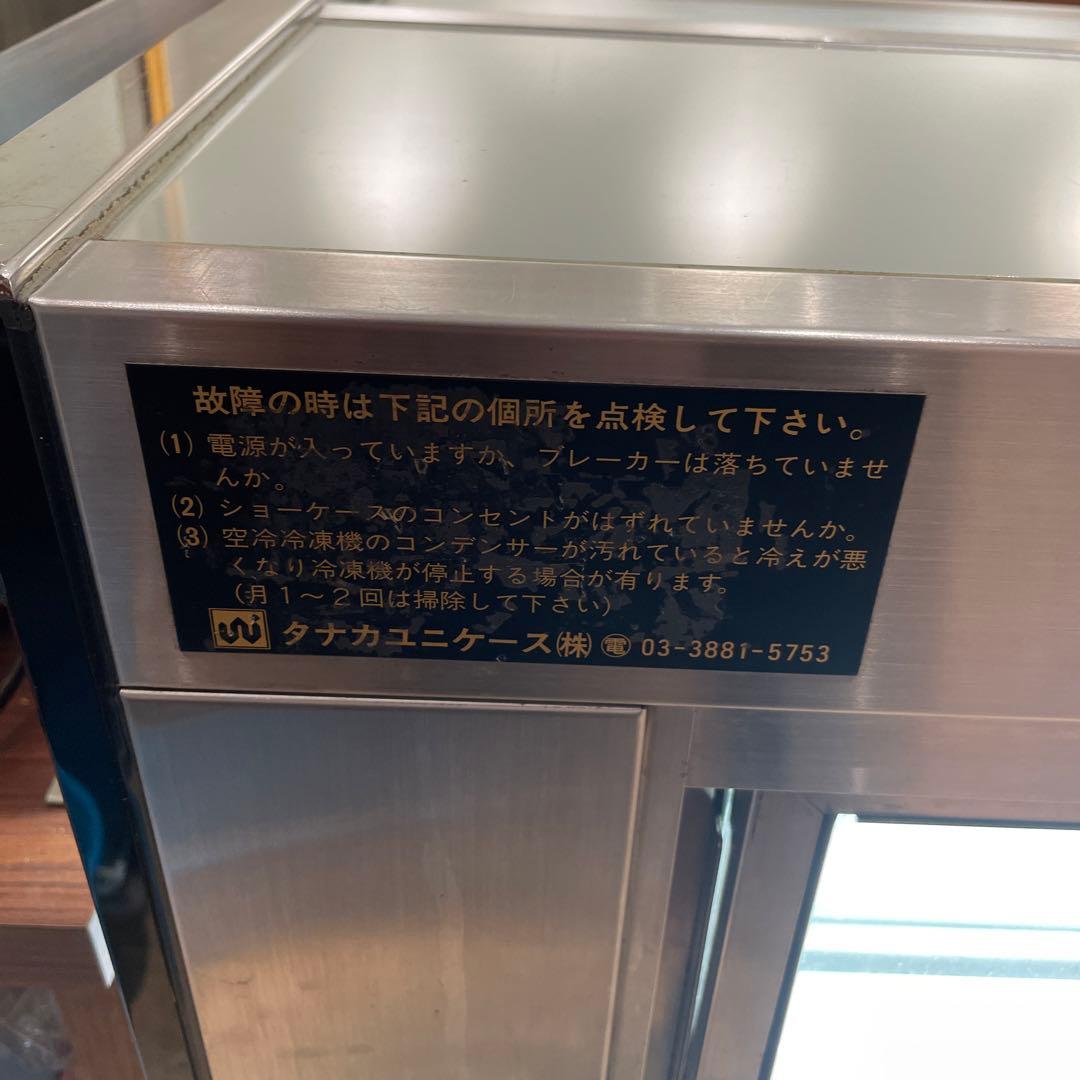 故障の時は下記の個所を点検して下さい。
(1) 電源が入っていますか、ブレーカーは落ちていませ
んか。
(2) ショーケースのコンセントがはずれていませんか。
(3) 空冷冷凍機のコンデンサーが汚れていると冷えが悪
くなり冷凍機が停止する場合が有ります。
(月1～2回は掃除して下さい)
タナカユニケース㈱ ㊁ 03-3881-5753